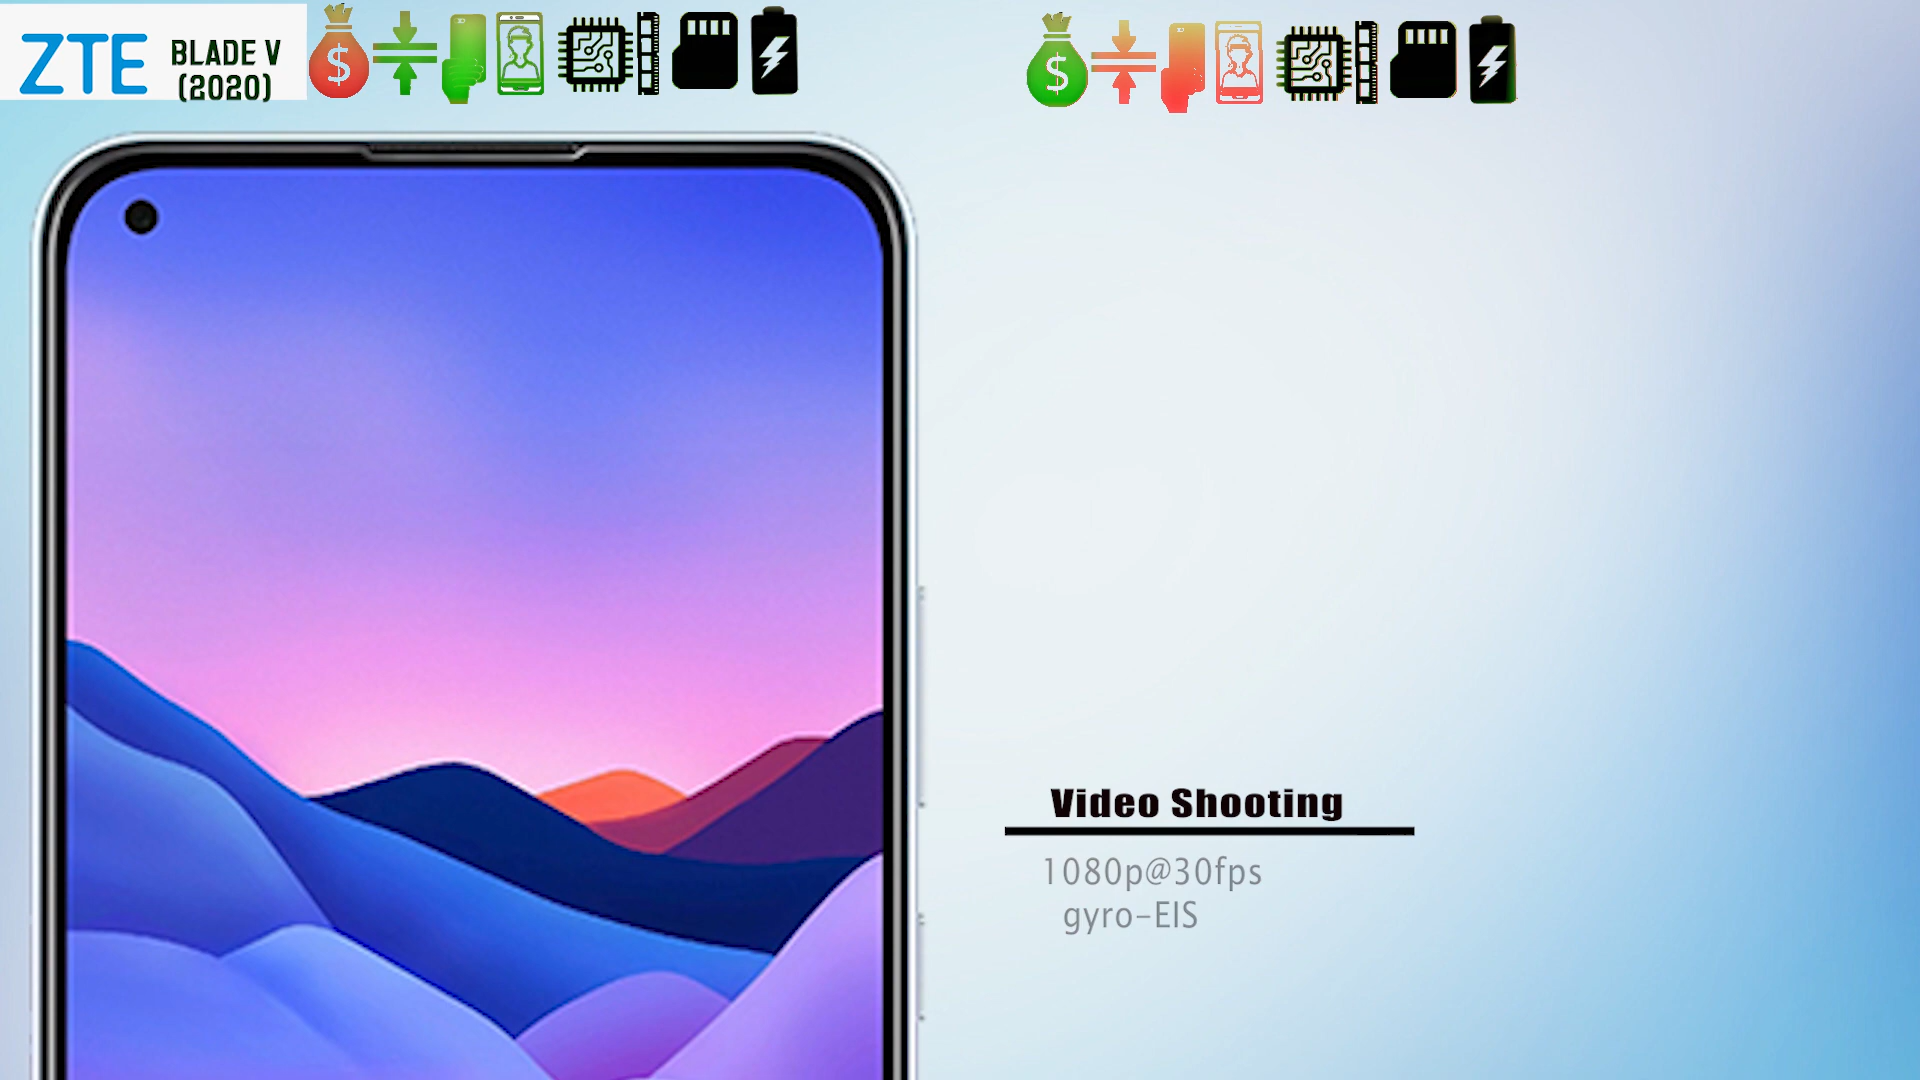 ZTE
BLADE V
(2020)
$
$
Video Shooting
1080p@30fps
gyro-EIS